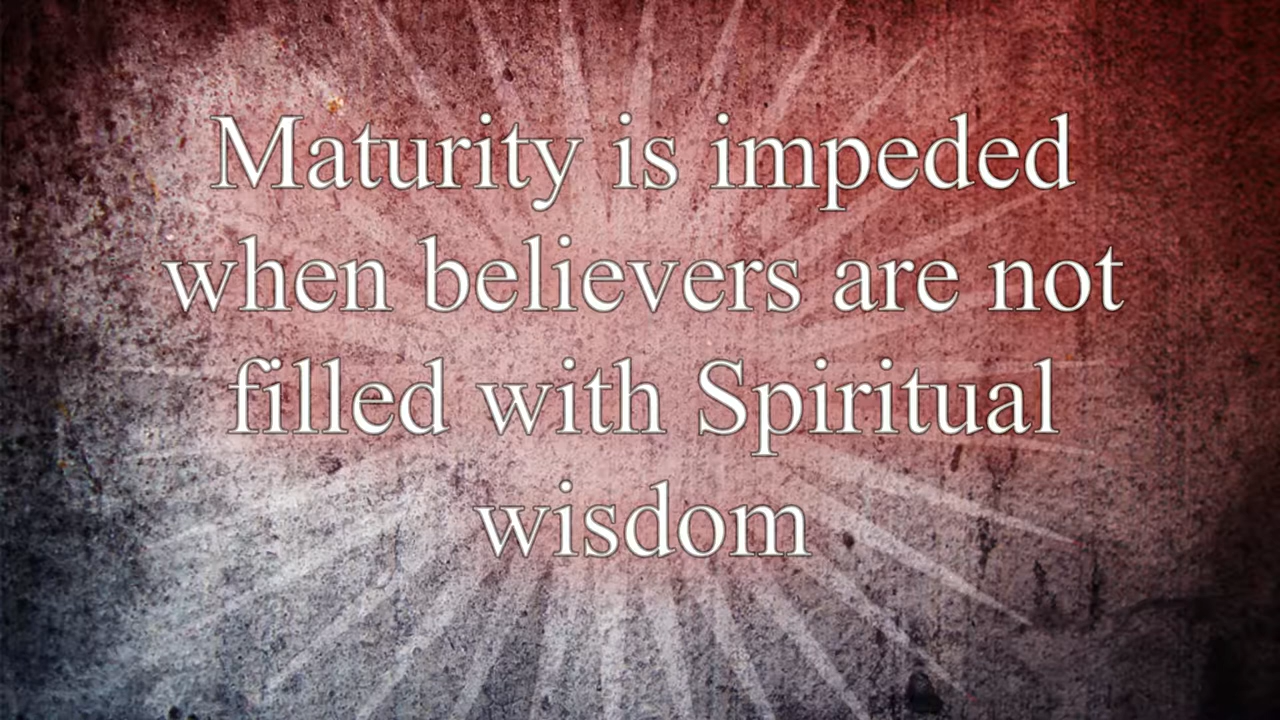 Maturity is impeded
when believers are not
filled with Spiritual
wisdom